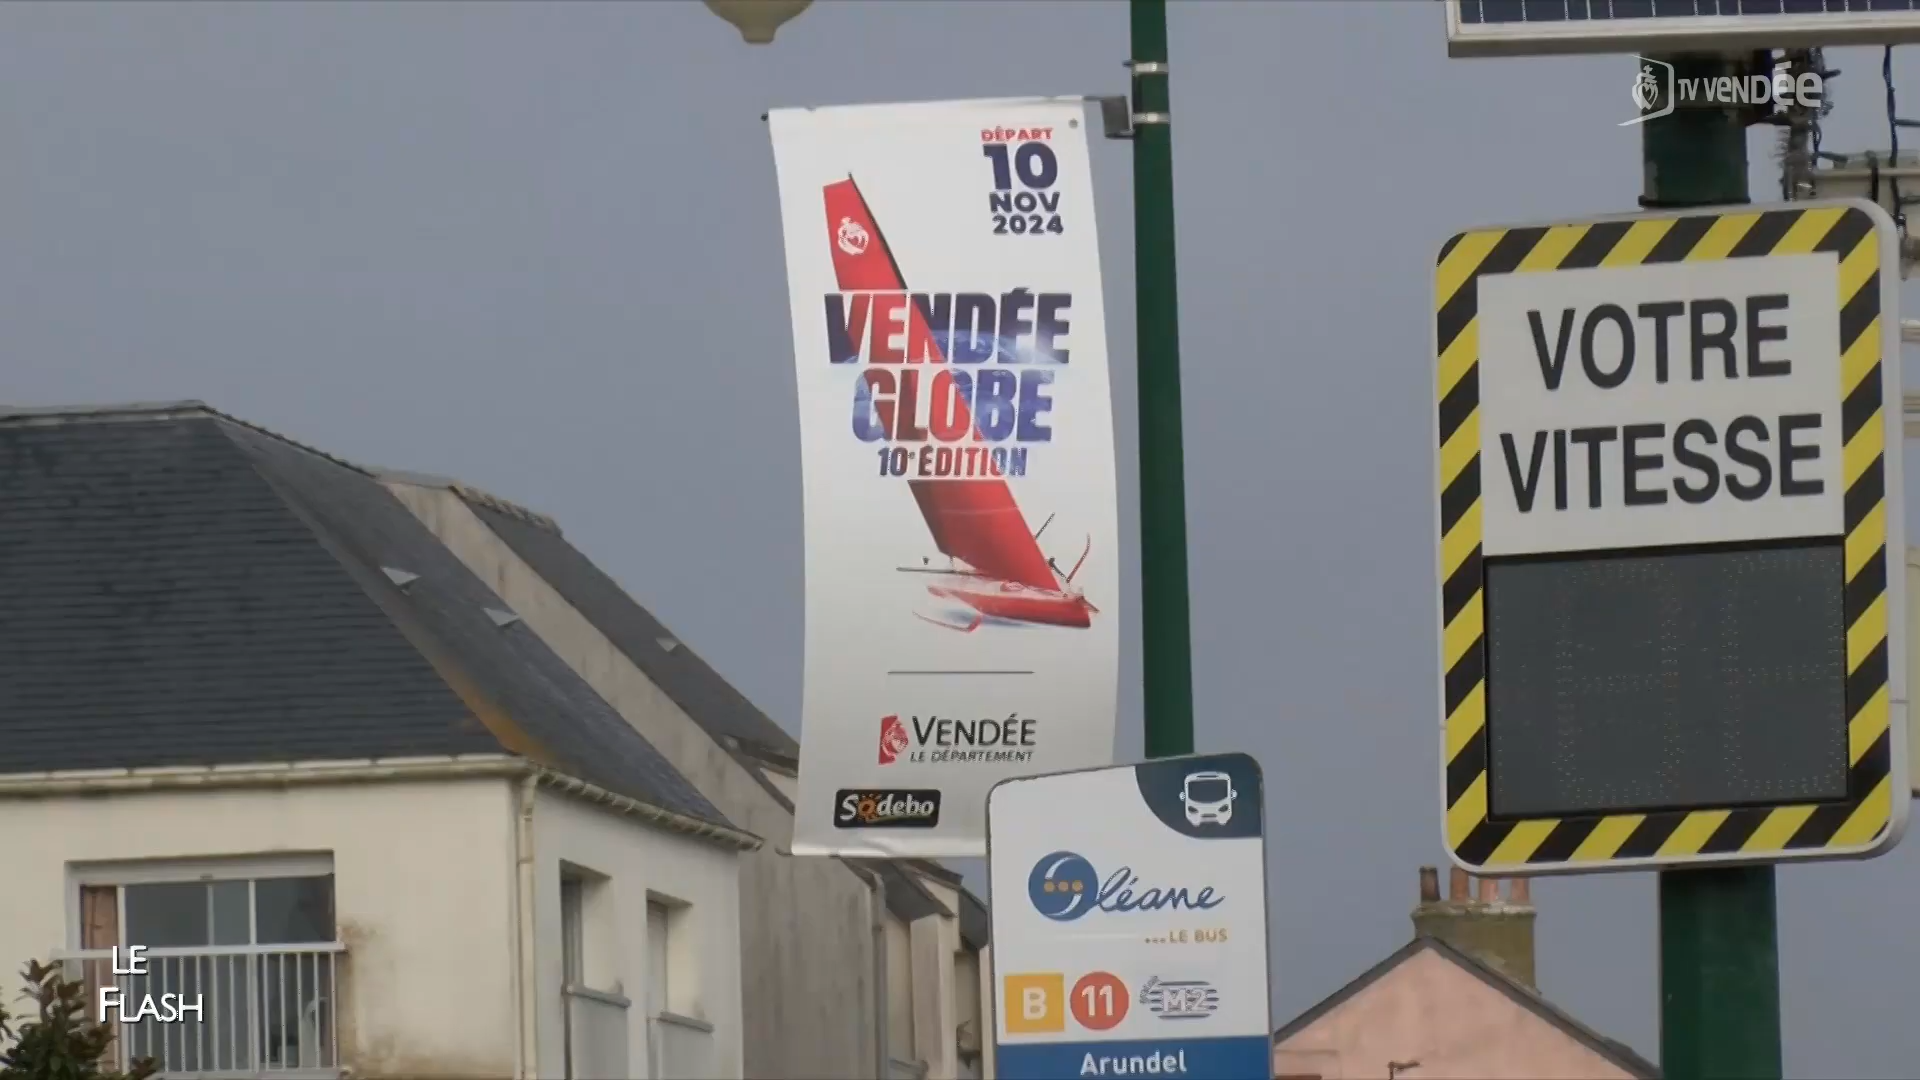 TV VENDÉE
DÉPART
10
NOV
2024
VENDÉE
GLOBE
10e ÉDITION
VENDÉE
LE DÉPARTEMENT
Sodebo
VOTRE
VITESSE
Oléane
...LE BUS
B 11 M2
Arundel
LE
FLASH